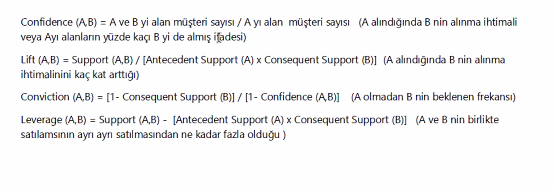 Confidence (A,B) = A ve B yi alan müşteri sayısı / A yı alan müşteri sayısı (A alındığında B nin alınma ihtimali
veya Ayı alanların yüzde kaçı B yi de almış ifadesi)
Lift (A,B) = Support (A,B) / [Antecedent Support (A) x Consequent Support (B)] (A alındığında B nin alınma
ihtimalinini kaç kat arttığı)
Conviction (A,B) = [1- Consequent Support (B)] / [1- Confidence (A,B)] (A olmadan B nin beklenen frekansı)
Leverage (A,B) = Support (A,B) - [Antecedent Support (A) x Consequent Support (B)] (A ve B nin birlikte
satılamsının ayrı ayrı satılmasından ne kadar fazla olduğu )